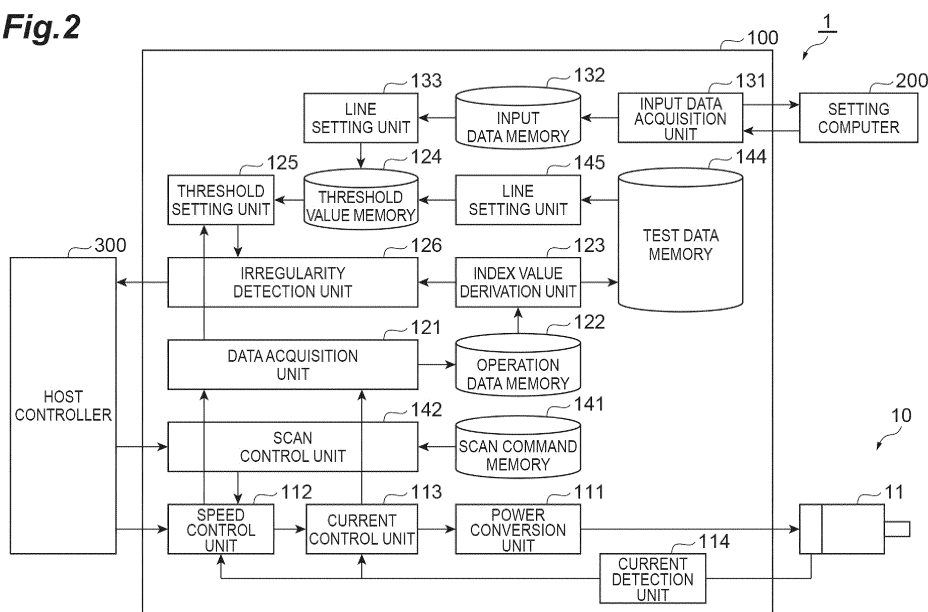 Fig.2
1
100
133
132
131
200
LINE
SETTING UNIT
INPUT
DATA MEMORY
INPUT DATA
ACQUISITION
UNIT
SETTING
COMPUTER
125
124
145
144
THRESHOLD
SETTING UNIT
THRESHOLD
VALUE MEMORY
LINE
SETTING UNIT
TEST DATA
MEMORY
300
126
123
IRREGULARITY
DETECTION UNIT
INDEX VALUE
DERIVATION UNIT
121
122
DATA ACQUISITION
UNIT
OPERATION
DATA MEMORY
HOST
CONTROLLER
142
141
10
SCAN
CONTROL UNIT
SCAN COMMAND
MEMORY
112
113
111
11
SPEED
CONTROL
UNIT
CURRENT
CONTROL UNIT
POWER
CONVERSION
UNIT
114
CURRENT
DETECTION
UNIT